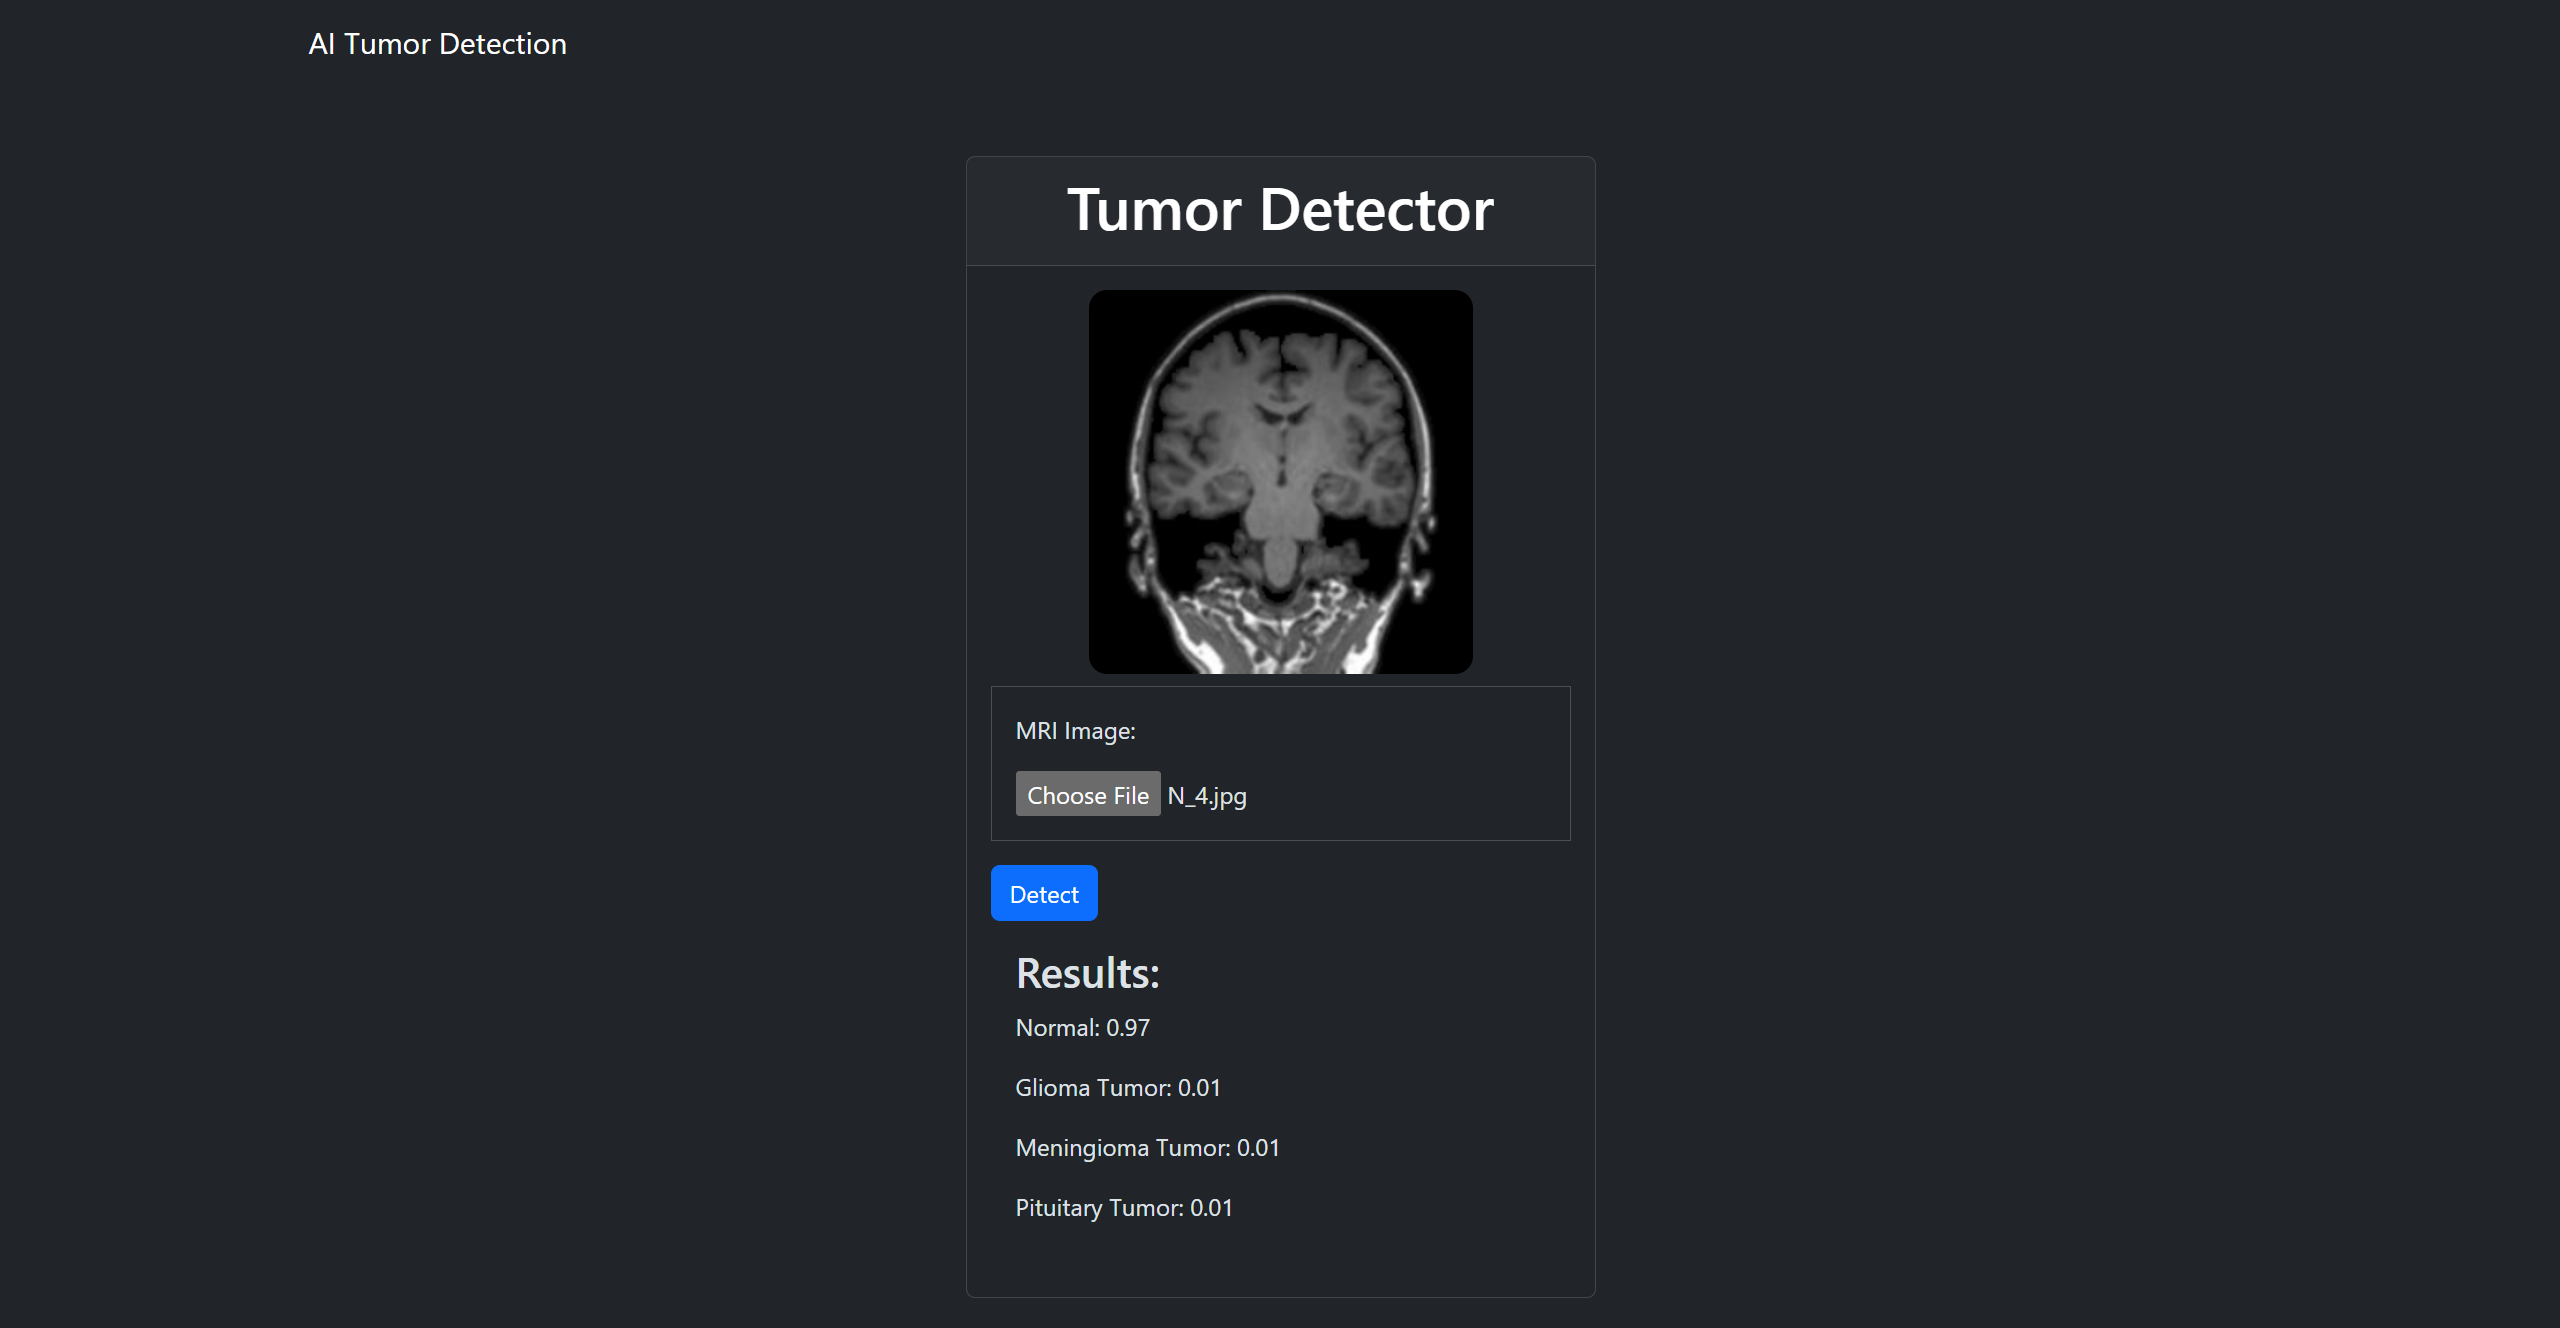 AI Tumor Detection
Tumor Detector
MRI Image:
Choose File N_4.jpg
Detect
Results:
Normal: 0.97
Glioma Tumor: 0.01
Meningioma Tumor: 0.01
Pituitary Tumor: 0.01